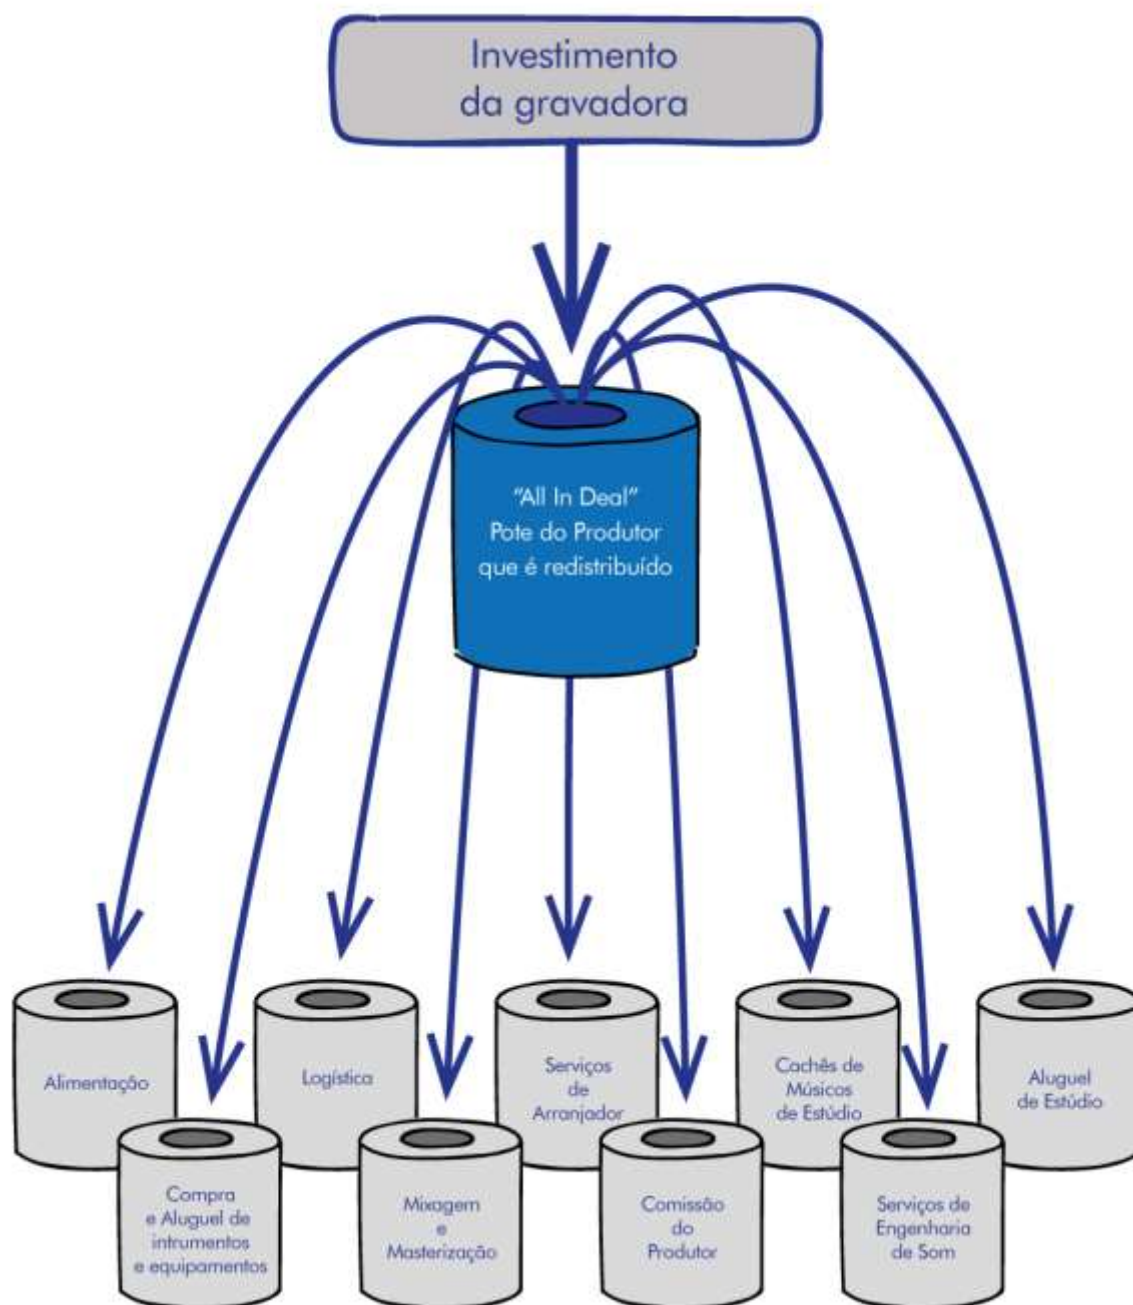 Investimento
da gravadora
“All In Deal”
Pote do Produtor
que é redistribuído
Alimentação
Logística
Serviços
de
Arranjador
Cachês de
Músicos
de Estúdio
Aluguel
de Estúdio
Compra
e Aluguel de
intrumentos
e equipamentos
Mixagem
e
Masterização
Comissão
do
Produtor
Serviços de
Engenharia
de Som